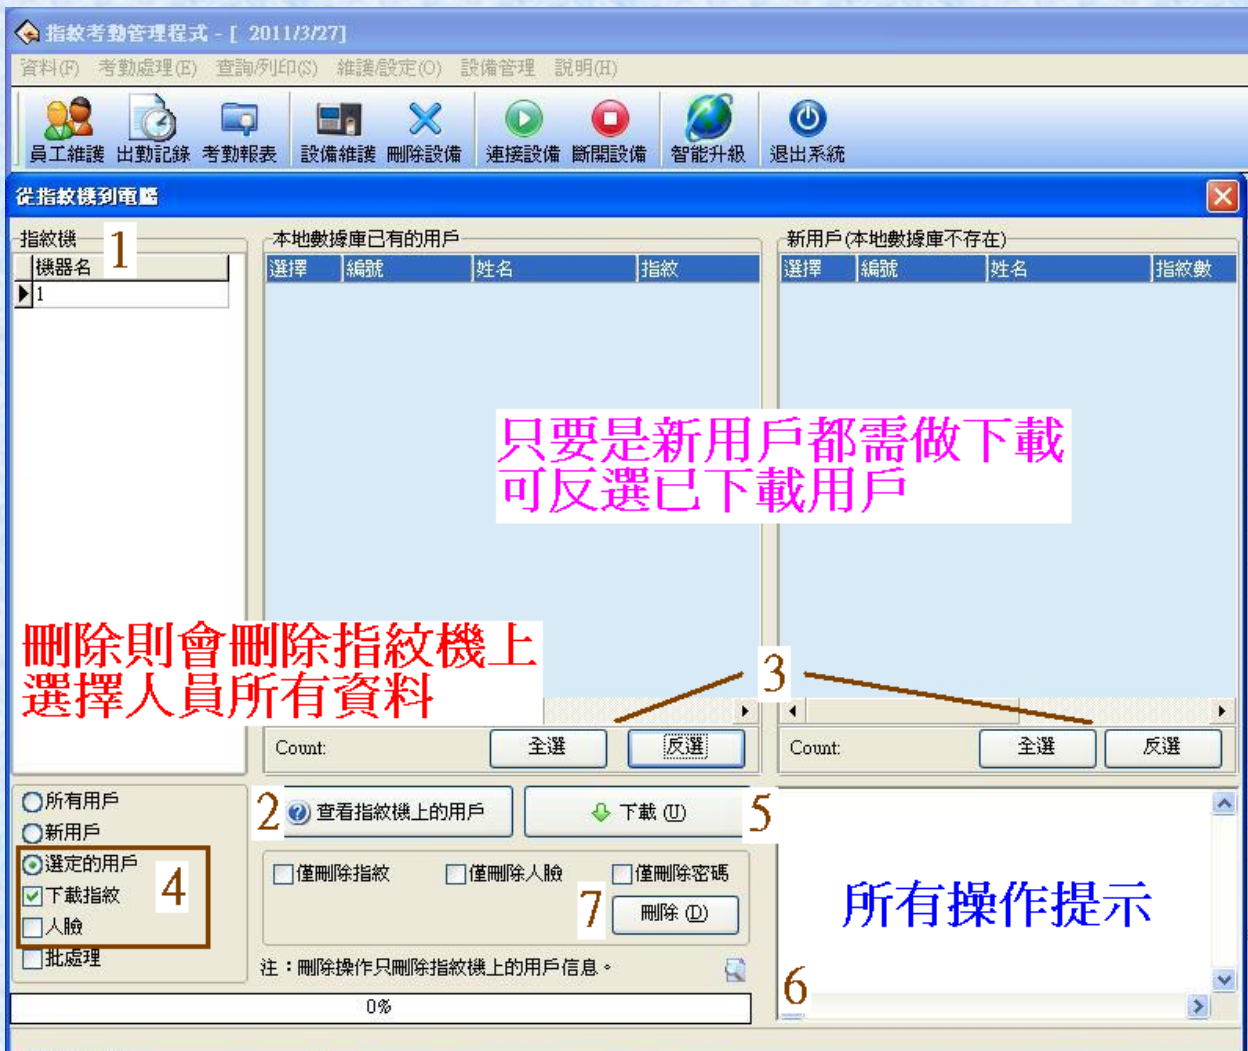 指紋考勤管理程式 - [ 2011/3/27]
資料(F) 考勤處理(E) 查詢/列印(S) 維護/設定(O) 設備管理 說明(H)
員工維護 出勤記錄 考勤報表 設備維護 刪除設備 連接設備 斷開設備 智能升級 退出系統
從指紋機到電腦
指紋機 1
機器名
1
本地數據庫已有的用戶
選擇 編號 姓名 指紋
新用戶(本地數據庫不存在)
選擇 編號 姓名 指紋數
只要是新用戶都需做下載
可反選已下載用戶
刪除則會刪除指紋機上
選擇人員所有資料
3
Count: 全選 反選
Count: 全選 反選
所有用戶
新用戶
選定的用戶
下載指紋
人臉
4
批處理
2 查看指紋機上的用戶
下載 (U) 5
僅刪除指紋 僅刪除人臉 僅刪除密碼
7 刪除 (D)
注：刪除操作只刪除指紋機上的用戶信息。
0%
所有操作提示
6